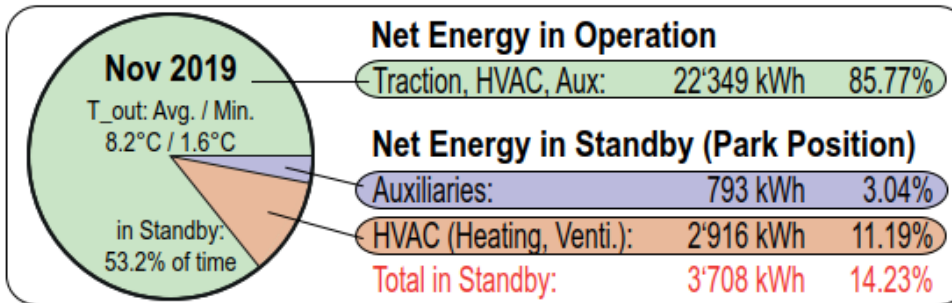 Nov 2019
T_out: Avg. / Min.
8.2°C / 1.6°C
in Standby:
53.2% of time
Net Energy in Operation
Traction, HVAC, Aux: 22‘349 kWh 85.77%
Net Energy in Standby (Park Position)
Auxiliaries: 793 kWh 3.04%
HVAC (Heating, Venti.): 2‘916 kWh 11.19%
Total in Standby: 3‘708 kWh 14.23%